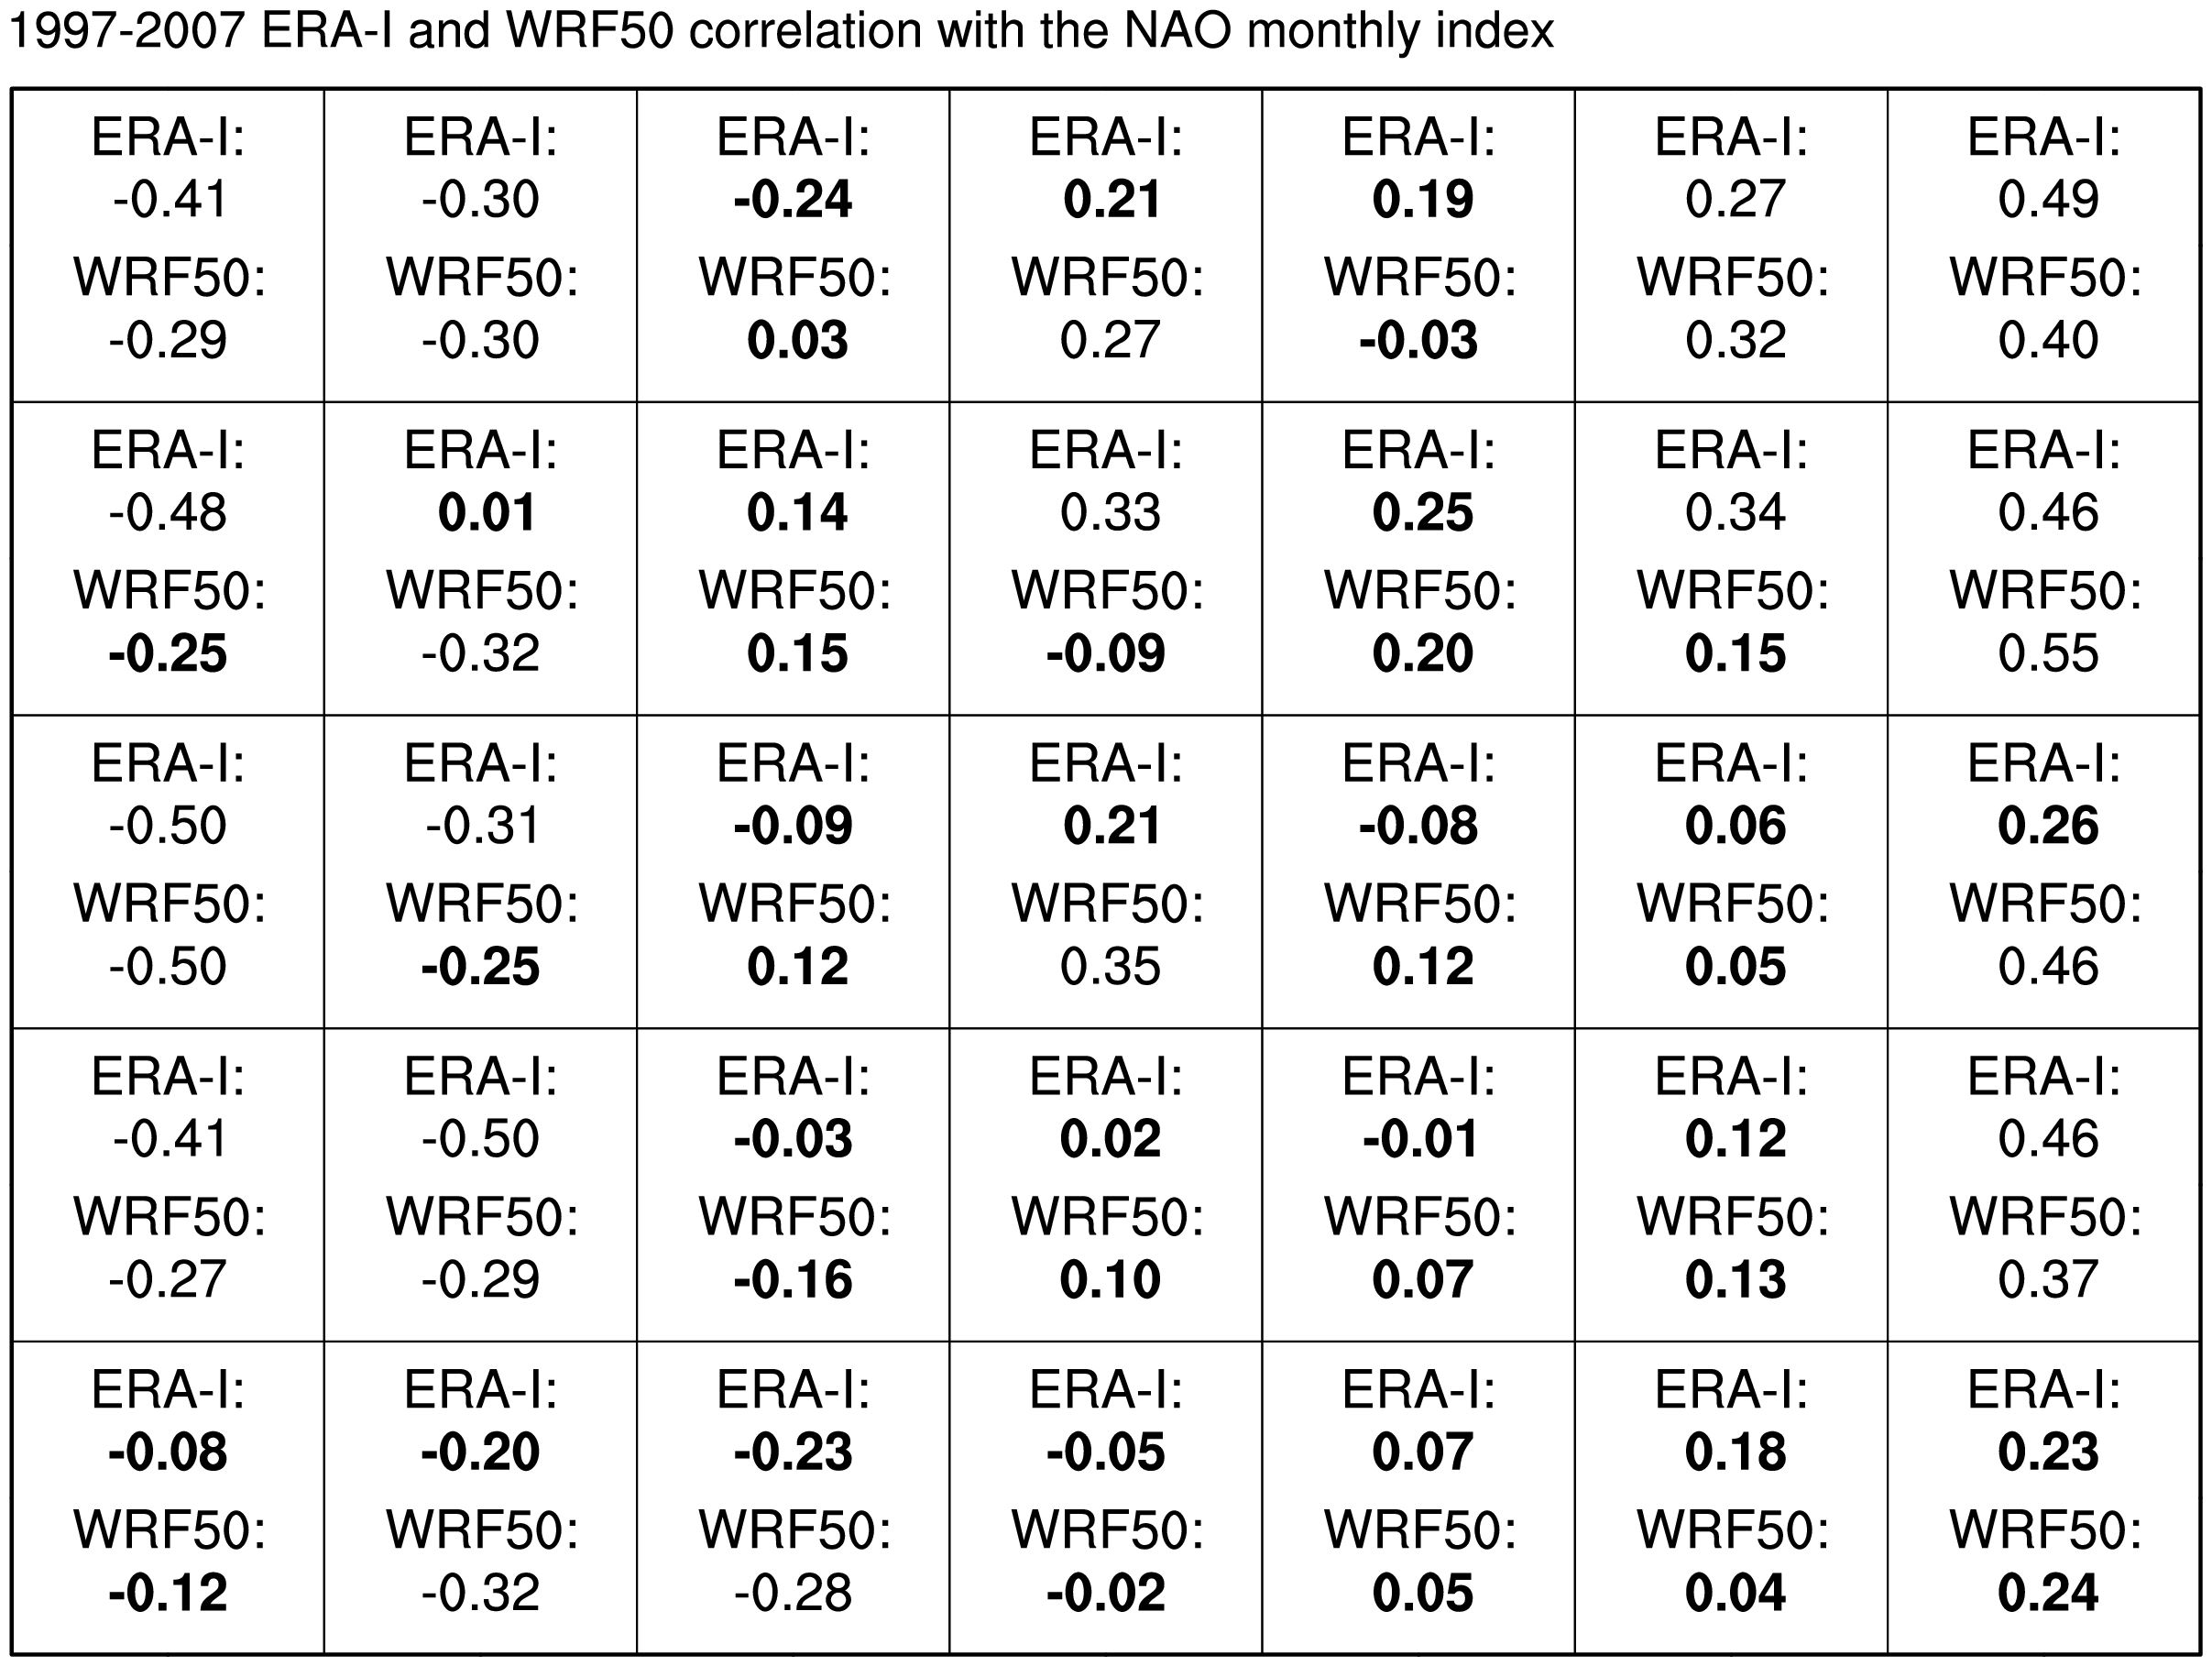 1997-2007 ERA-I and WRF50 correlation with the NAO monthly index
ERA-I: ERA-I: ERA-I: ERA-I: ERA-I: ERA-I: ERA-I:
-0.41 -0.30 -0.24 0.21 0.19 0.27 0.49
WRF50: WRF50: WRF50: WRF50: WRF50: WRF50: WRF50:
-0.29 -0.30 0.03 0.27 -0.03 0.32 0.40
ERA-I: ERA-I: ERA-I: ERA-I: ERA-I: ERA-I: ERA-I:
-0.48 0.01 0.14 0.33 0.25 0.34 0.46
WRF50: WRF50: WRF50: WRF50: WRF50: WRF50: WRF50:
-0.25 -0.32 0.15 -0.09 0.20 0.15 0.55
ERA-I: ERA-I: ERA-I: ERA-I: ERA-I: ERA-I: ERA-I:
-0.50 -0.31 -0.09 0.21 -0.08 0.06 0.26
WRF50: WRF50: WRF50: WRF50: WRF50: WRF50: WRF50:
-0.50 -0.25 0.12 0.35 0.12 0.05 0.46
ERA-I: ERA-I: ERA-I: ERA-I: ERA-I: ERA-I: ERA-I:
-0.41 -0.50 -0.03 0.02 -0.01 0.12 0.46
WRF50: WRF50: WRF50: WRF50: WRF50: WRF50: WRF50:
-0.27 -0.29 -0.16 0.10 0.07 0.13 0.37
ERA-I: ERA-I: ERA-I: ERA-I: ERA-I: ERA-I: ERA-I:
-0.08 -0.20 -0.23 -0.05 0.07 0.18 0.23
WRF50: WRF50: WRF50: WRF50: WRF50: WRF50: WRF50:
-0.12 -0.32 -0.28 -0.02 0.05 0.04 0.24